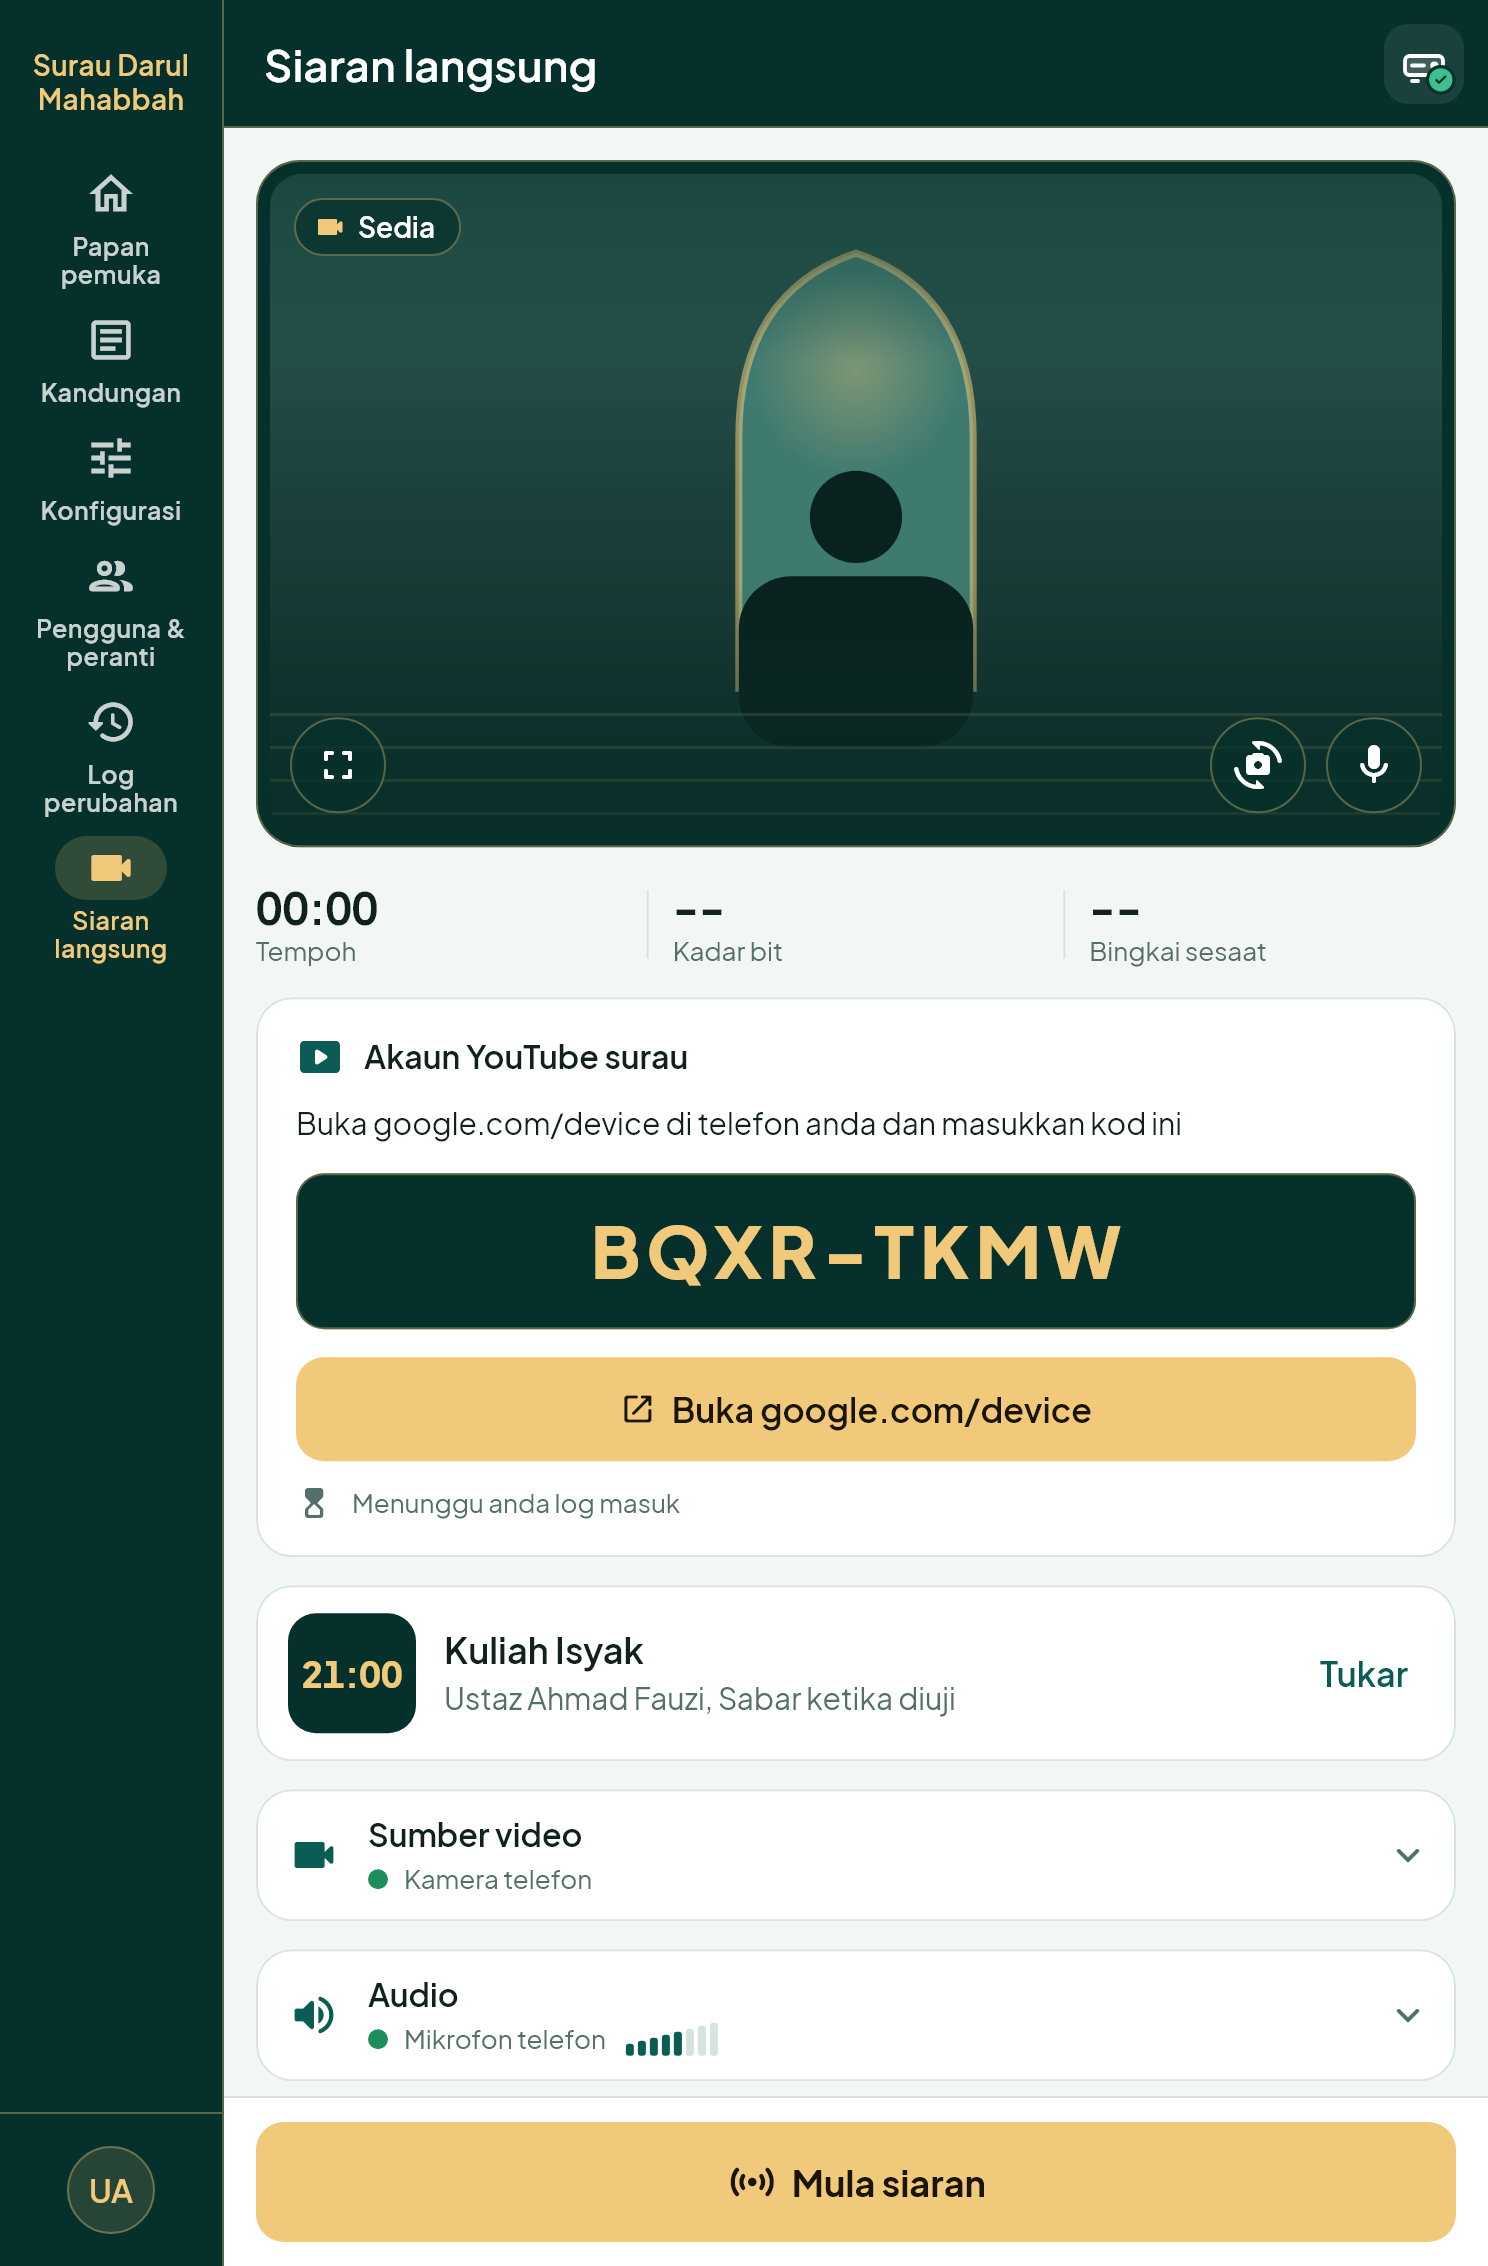 Surau Darul
Mahabbah
Papan
pemuka
Kandungan
Konfigurasi
Pengguna &
peranti
Log
perubahan
Siaran
langsung
UA
Siaran langsung
Sedia
00:00
Tempoh
--
Kadar bit
--
Bingkai sesaat
Akaun YouTube surau
Buka google.com/device di telefon anda dan masukkan kod ini
BQXR-TKMW
Buka google.com/device
Menunggu anda log masuk
21:00
Kuliah Isyak
Ustaz Ahmad Fauzi, Sabar ketika diuji
Tukar
Sumber video
Kamera telefon
Audio
Mikrofon telefon
Mula siaran